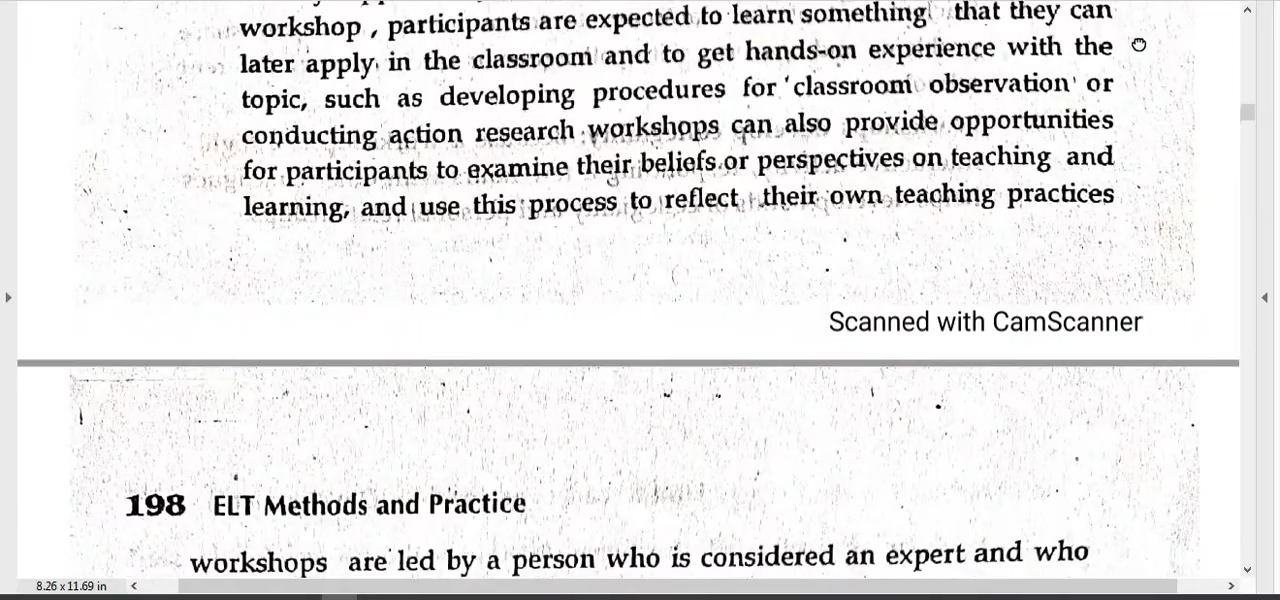 workshop , participants are expected to learn something that they can
later apply in the classroom and to get hands-on experience with the
topic, such as developing procedures for 'classroom observation' or
conducting action research workshops can also provide opportunities
for participants to examine their beliefs or perspectives on teaching and
learning, and use this process to reflect their own teaching practices
Scanned with CamScanner
198 ELT Methods and Practice
workshops are led by a person who is considered an expert and who
8.26 x 11.69 in